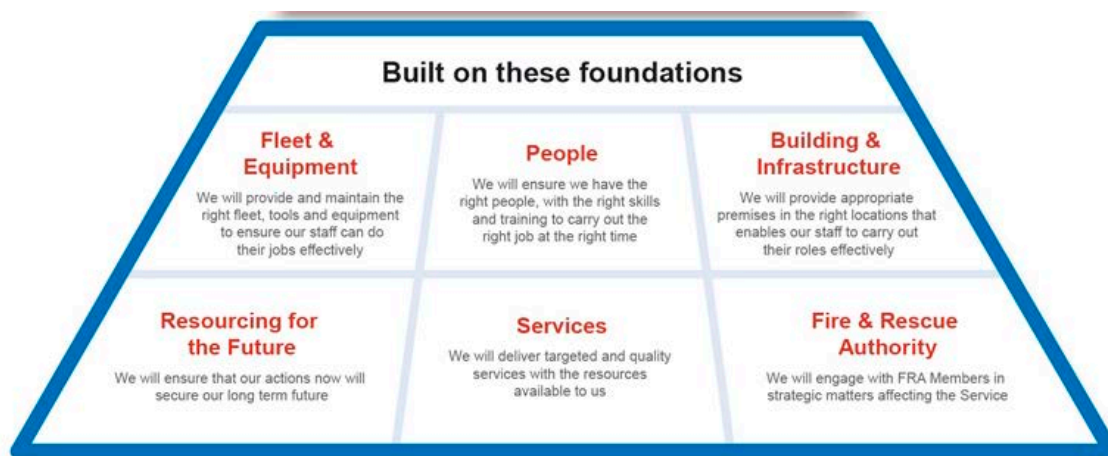 Built on these foundations
Fleet &
Equipment
We will provide and maintain the
right fleet, tools and equipment
to ensure our staff can do
their jobs effectively
People
We will ensure we have the
right people, with the right skills
and training to carry out the
right job at the right time
Building &
Infrastructure
We will provide appropriate
premises in the right locations that
enables our staff to carry out
their roles effectively
Resourcing for
the Future
We will ensure that our actions now will
secure our long term future
Services
We will deliver targeted and quality
services with the resources
available to us
Fire & Rescue
Authority
We will engage with FRA Members in
strategic matters affecting the Service